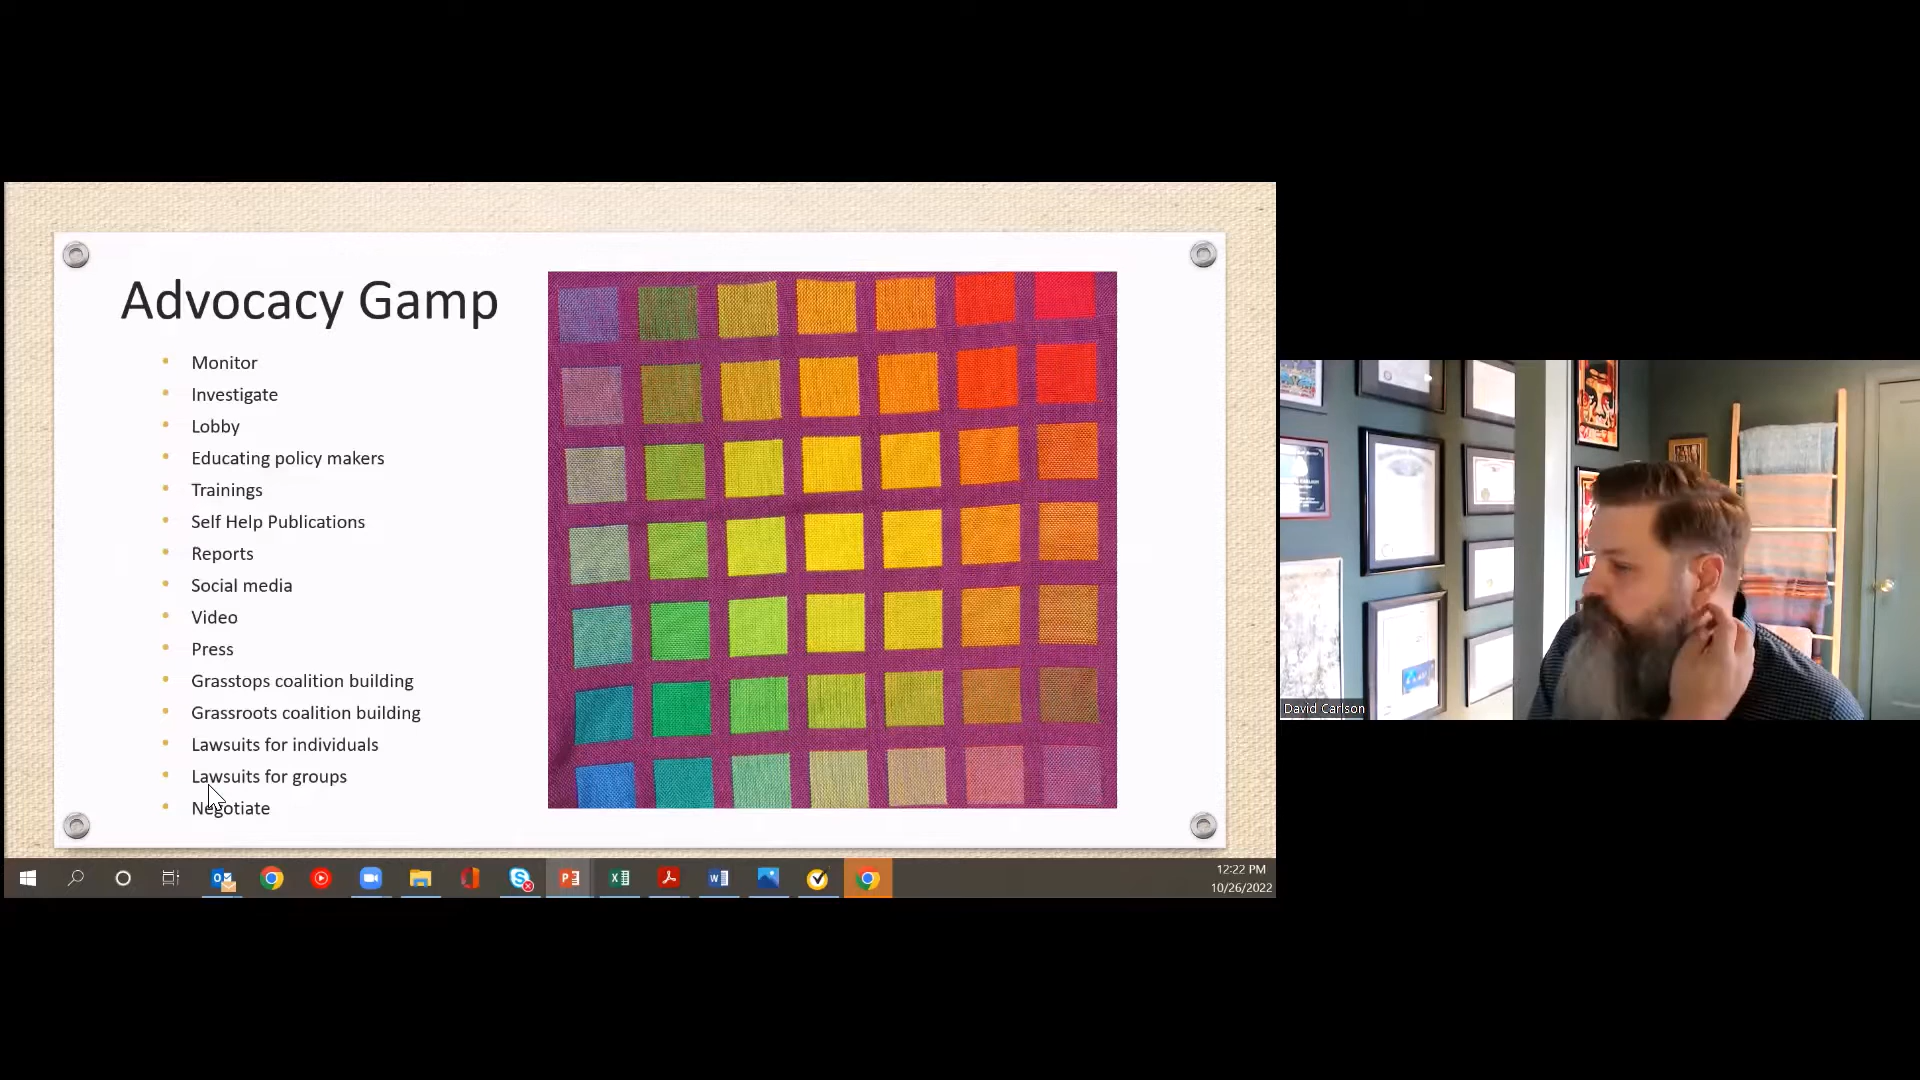 Advocacy Gamp
Monitor
Investigate
Lobby
Educating policy makers
Trainings
Self Help Publications
Reports
Social media
Video
Press
Grasstops coalition building
Grassroots coalition building
Lawsuits for individuals
Lawsuits for groups
Negotiate
12:22 PM
10/26/2022
David Carlson